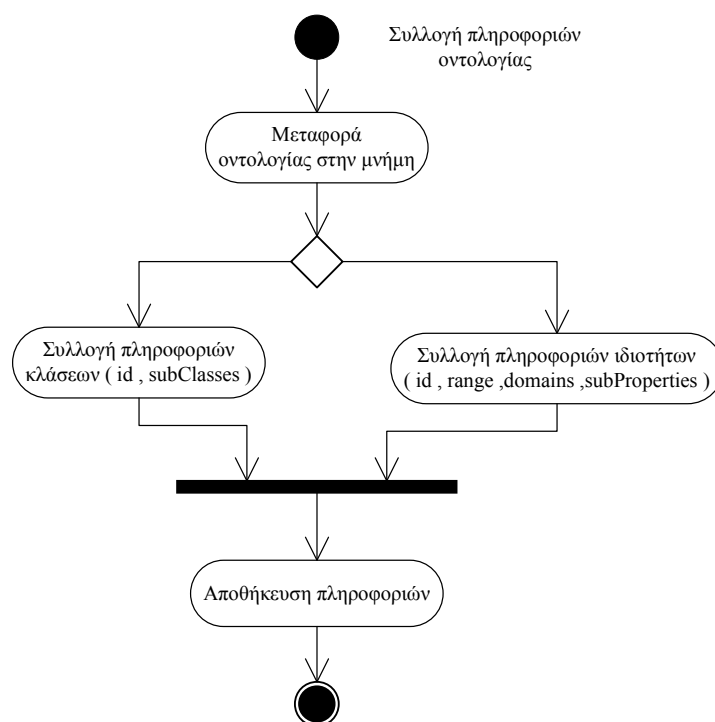 Συλλογή πληροφοριών
οντολογίας
Μεταφορά
οντολογίας στην μνήμη
Συλλογή πληροφοριών
κλάσεων ( id , subClasses )
Συλλογή πληροφοριών ιδιοτήτων
( id , range ,domains ,subProperties )
Αποθήκευση πληροφοριών